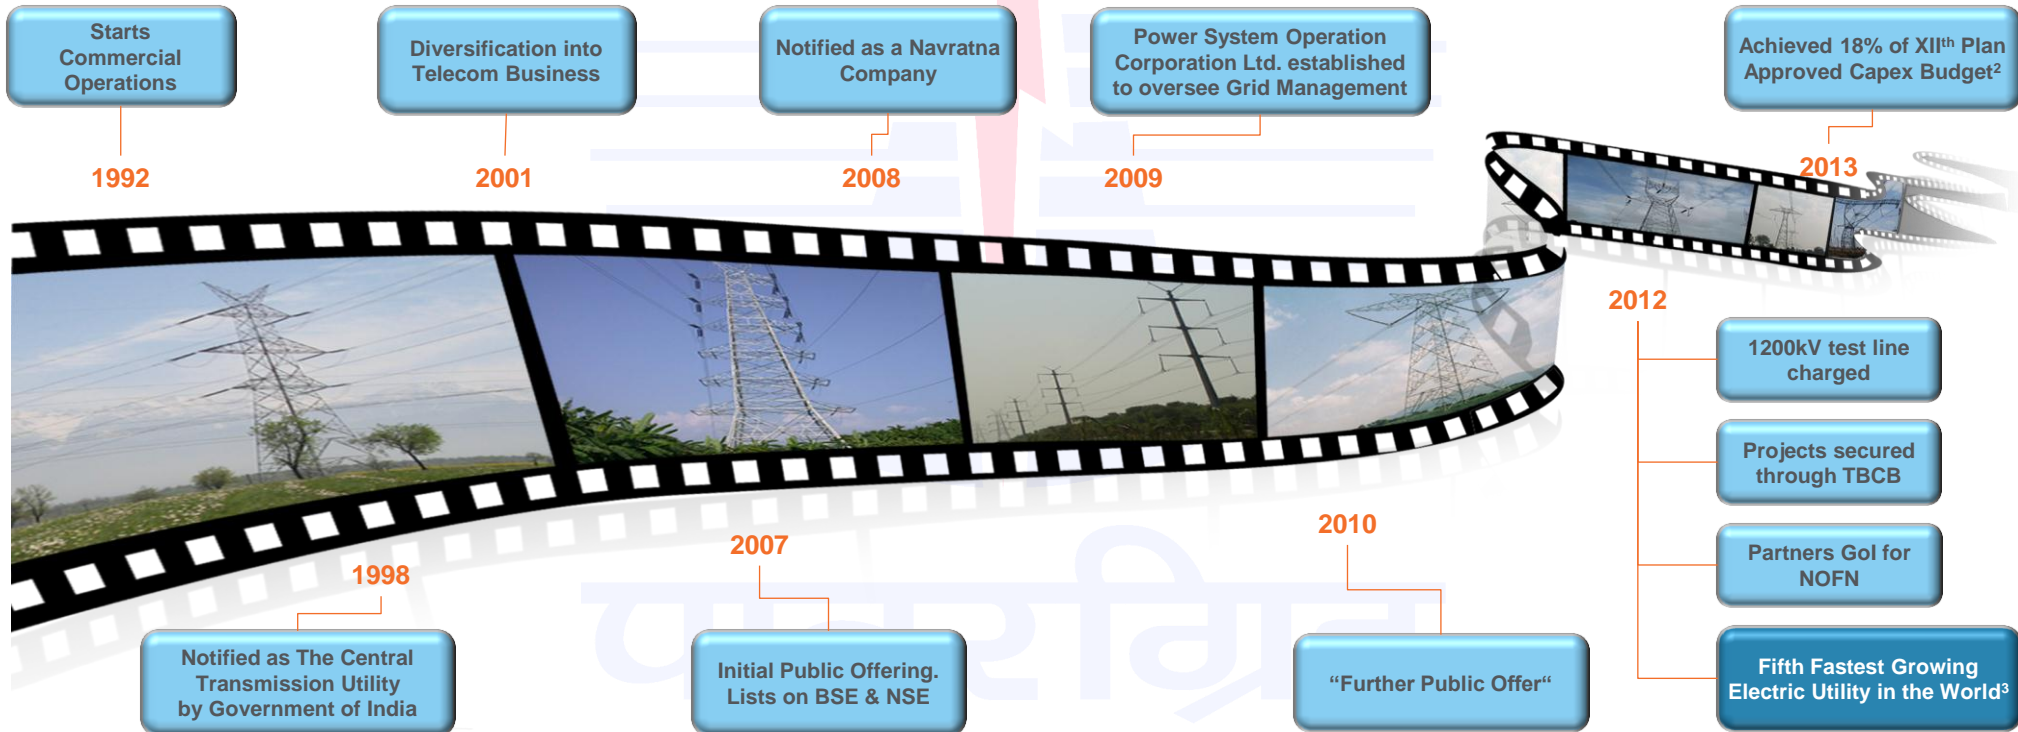 Starts
Commercial
Operations
1992
Diversification into
Telecom Business
2001
Notified as a Navratna
Company
2008
Power System Operation
Corporation Ltd. established
to oversee Grid Management
2009
Achieved 18% of XIIth Plan
Approved Capex Budget2
2013
1998
Notified as The Central
Transmission Utility
by Government of India
2007
Initial Public Offering.
Lists on BSE & NSE
2010
“Further Public Offer“
2012
1200kV test line
charged
Projects secured
through TBCB
Partners GoI for
NOFN
Fifth Fastest Growing
Electric Utility in the World3
पावरग्रिड